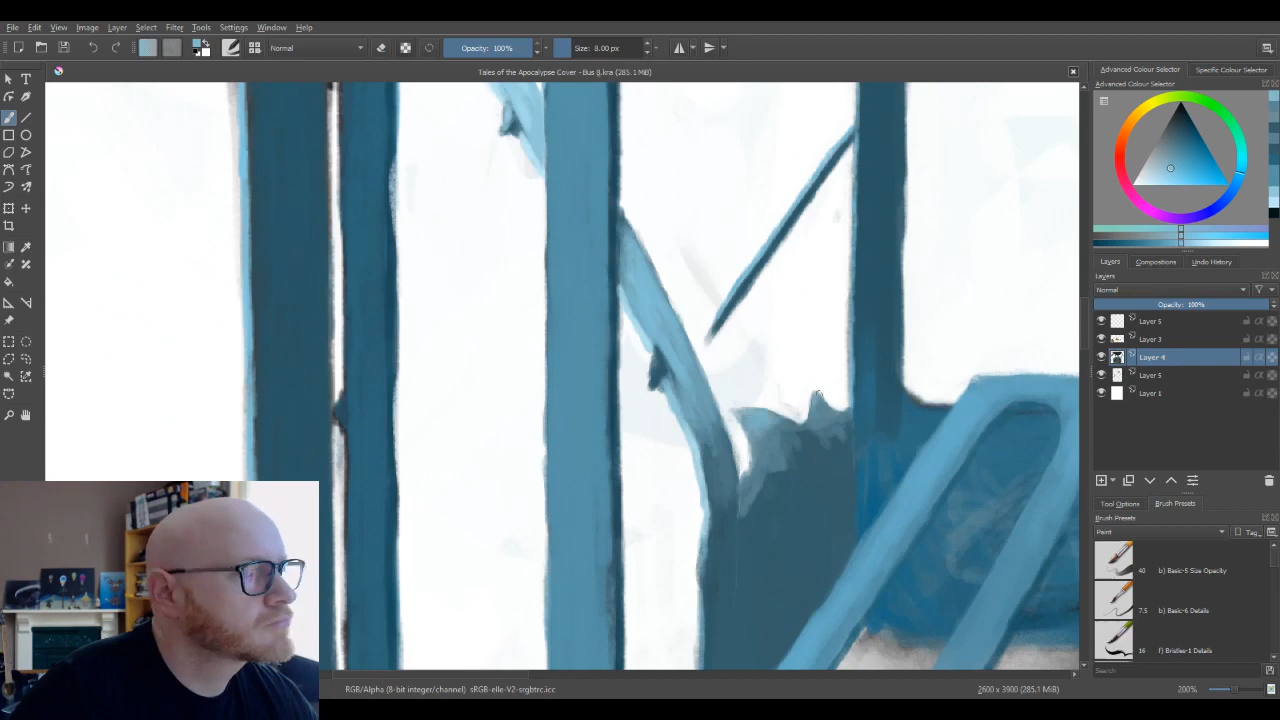 File Edit View Image Layer Select Filter Tools Settings Window Help
Normal Opacity: 100% Size: 8.00 px
Tales of the Apocalypse Cover - Bus (J.kra (285.1 MiB)
Advanced Colour Selector Specific Colour Selector
Advanced Colour Selector
Layers Compositions Undo History
Layers
Normal
Opacity: 100%
Layer 5
Layer 3
Layer 4
Layer 5
Layer 1
Tool Options Brush Presets
Brush Presets
Paint Tag
40 b) Basic-5 Size Opacity
7.5 b) Basic-6 Details
16 f) Bristles-1 Details
Search
RGB/Alpha (8-bit integer/channel) sRGB-elle-V2-srgbtrc.icc 2600 x 3900 (285.1 MiB) 200%